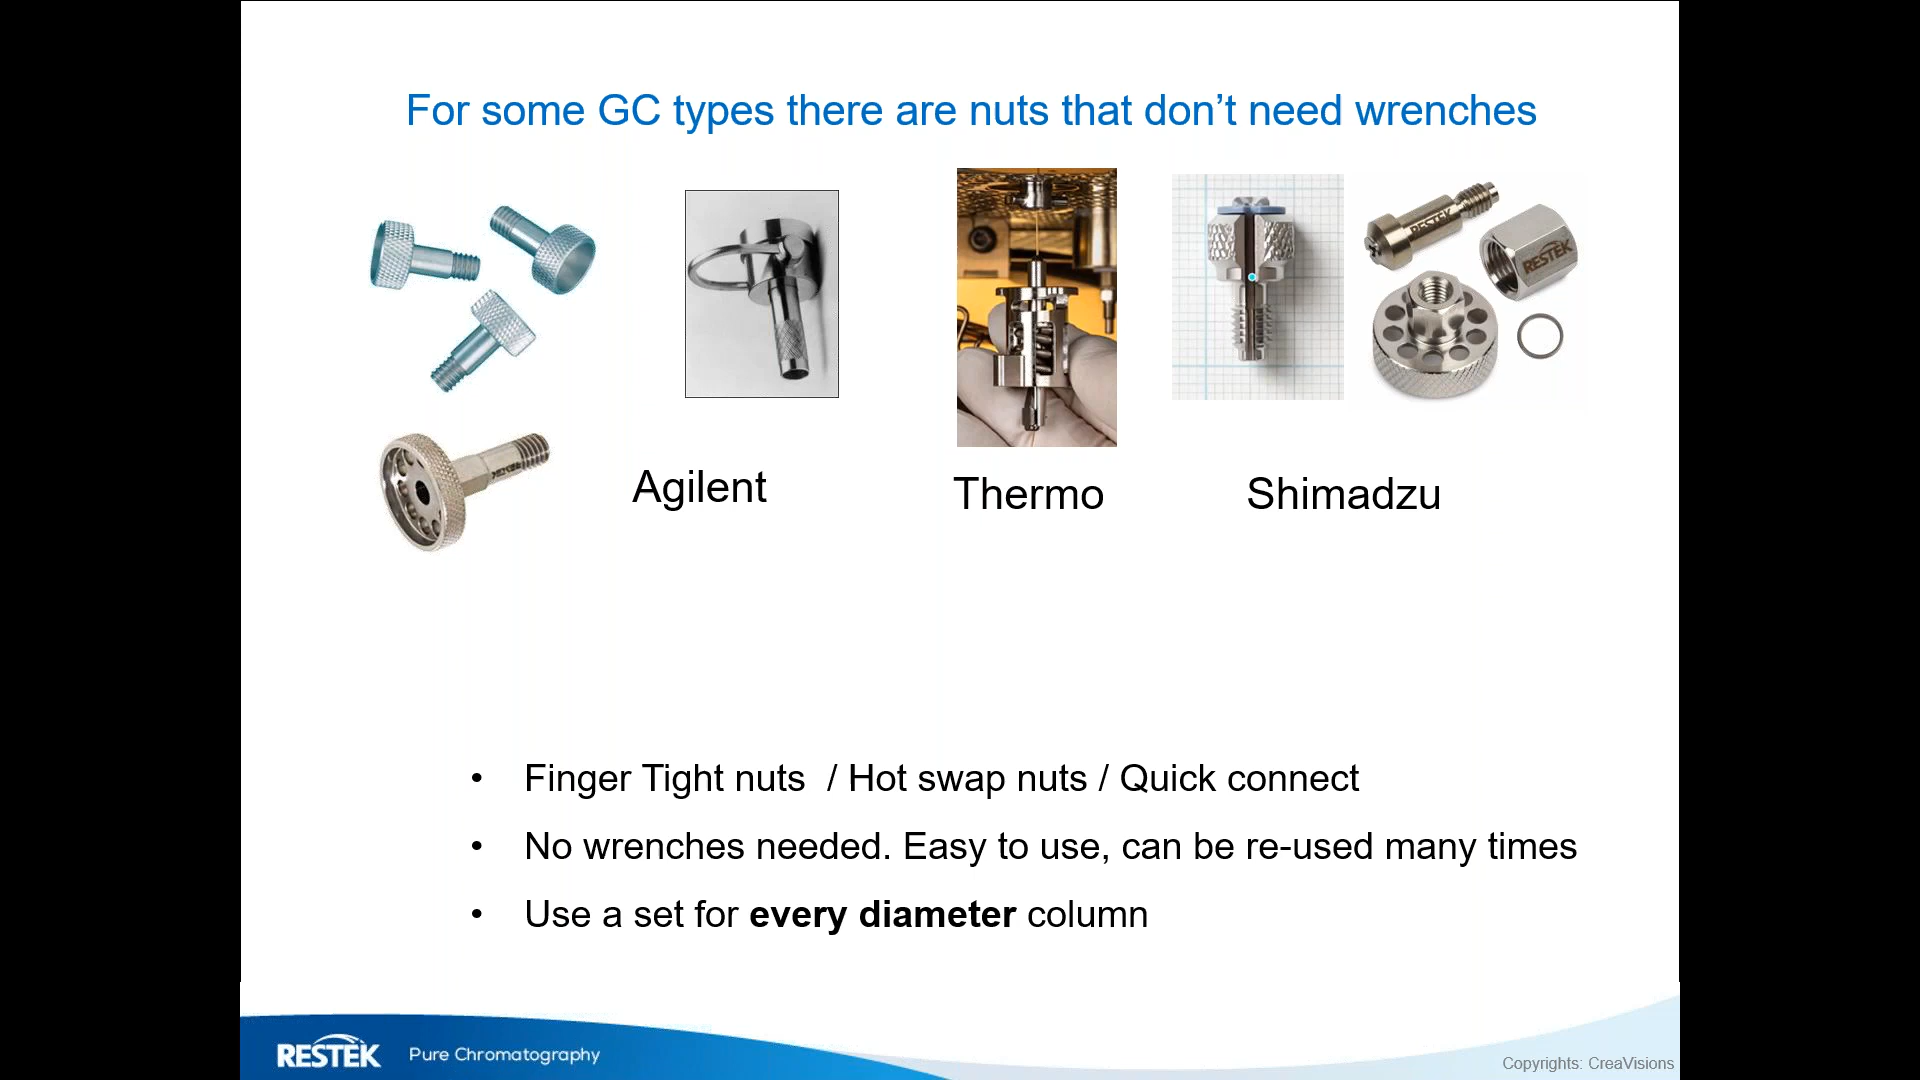 For some GC types there are nuts that don’t need wrenches
RESTEK
RESTEK
Agilent
Thermo
Shimadzu
• Finger Tight nuts / Hot swap nuts / Quick connect
• No wrenches needed. Easy to use, can be re-used many times
• Use a set for every diameter column
RESTEK Pure Chromatography
Copyrights: CreaVisions